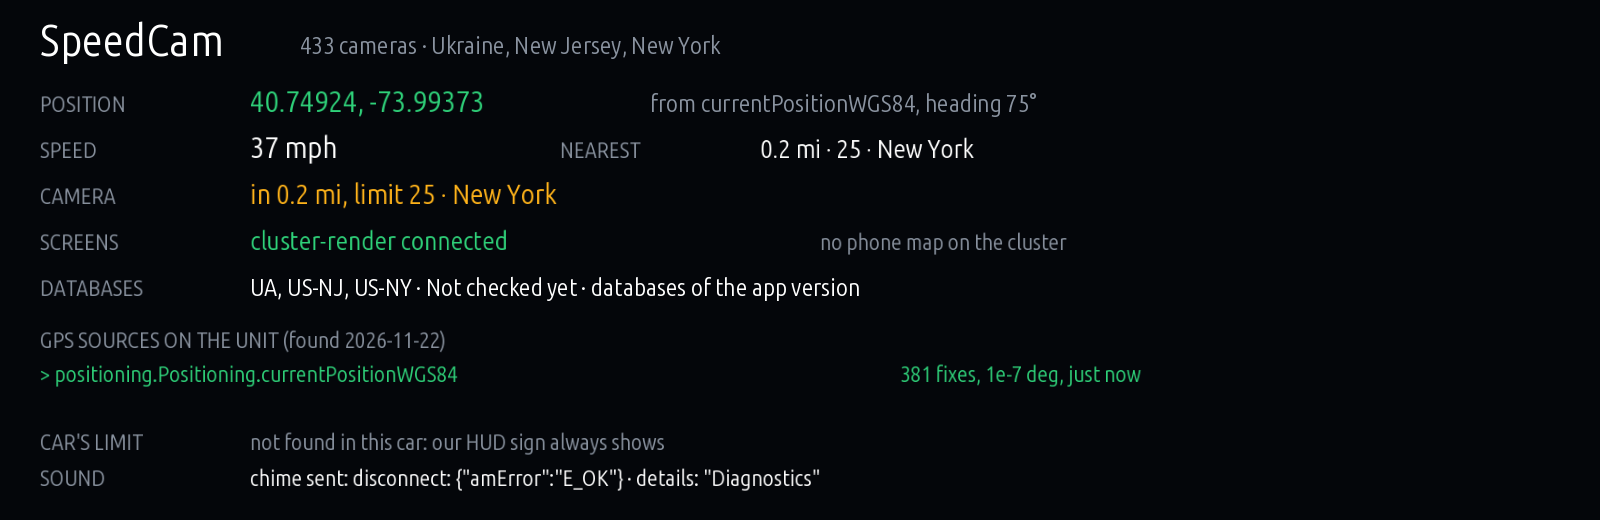 SpeedCam 433 cameras · Ukraine, New Jersey, New York
POSITION 40.74924, -73.99373 from currentPositionWGS84, heading 75°
SPEED 37 mph NEAREST 0.2 mi · 25 · New York
CAMERA in 0.2 mi, limit 25 · New York
SCREENS cluster-render connected no phone map on the cluster
DATABASES UA, US-NJ, US-NY · Not checked yet · databases of the app version
GPS SOURCES ON THE UNIT (found 2026-11-22)
> positioning.Positioning.currentPositionWGS84 381 fixes, 1e-7 deg, just now
CAR'S LIMIT not found in this car: our HUD sign always shows
SOUND chime sent: disconnect: {"amError":"E_OK"} · details: "Diagnostics"